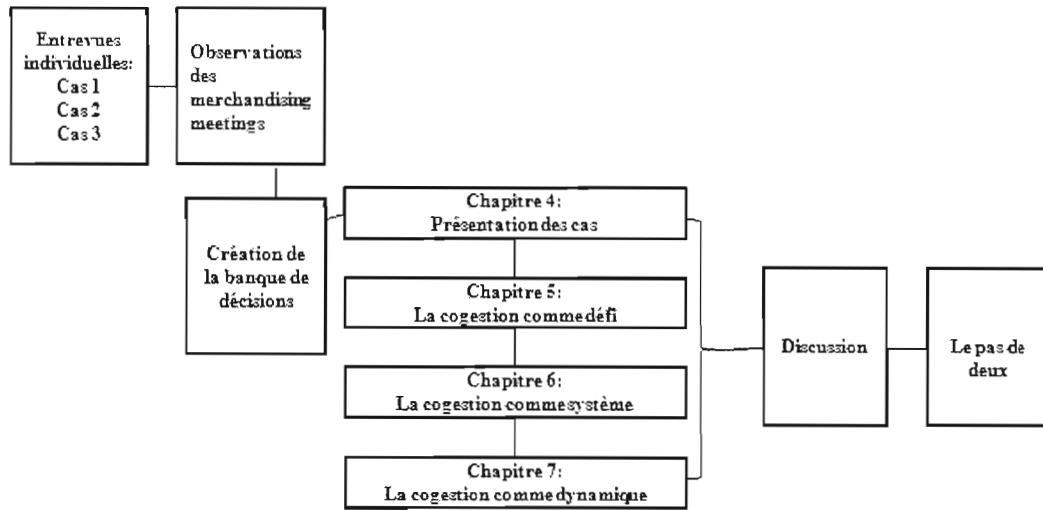 Entrevues
individuelles:
Cas 1
Cas 2
Cas 3
Observations
des
merchandising
meetings
Création de
la banque de
décisions
Chapitre 4:
Présentation des cas
Chapitre 5:
La cogestion comme défi
Chapitre 6:
La cogestion comme système
Chapitre 7:
La cogestion comme dynamique
Discussion
Le pas de
deux